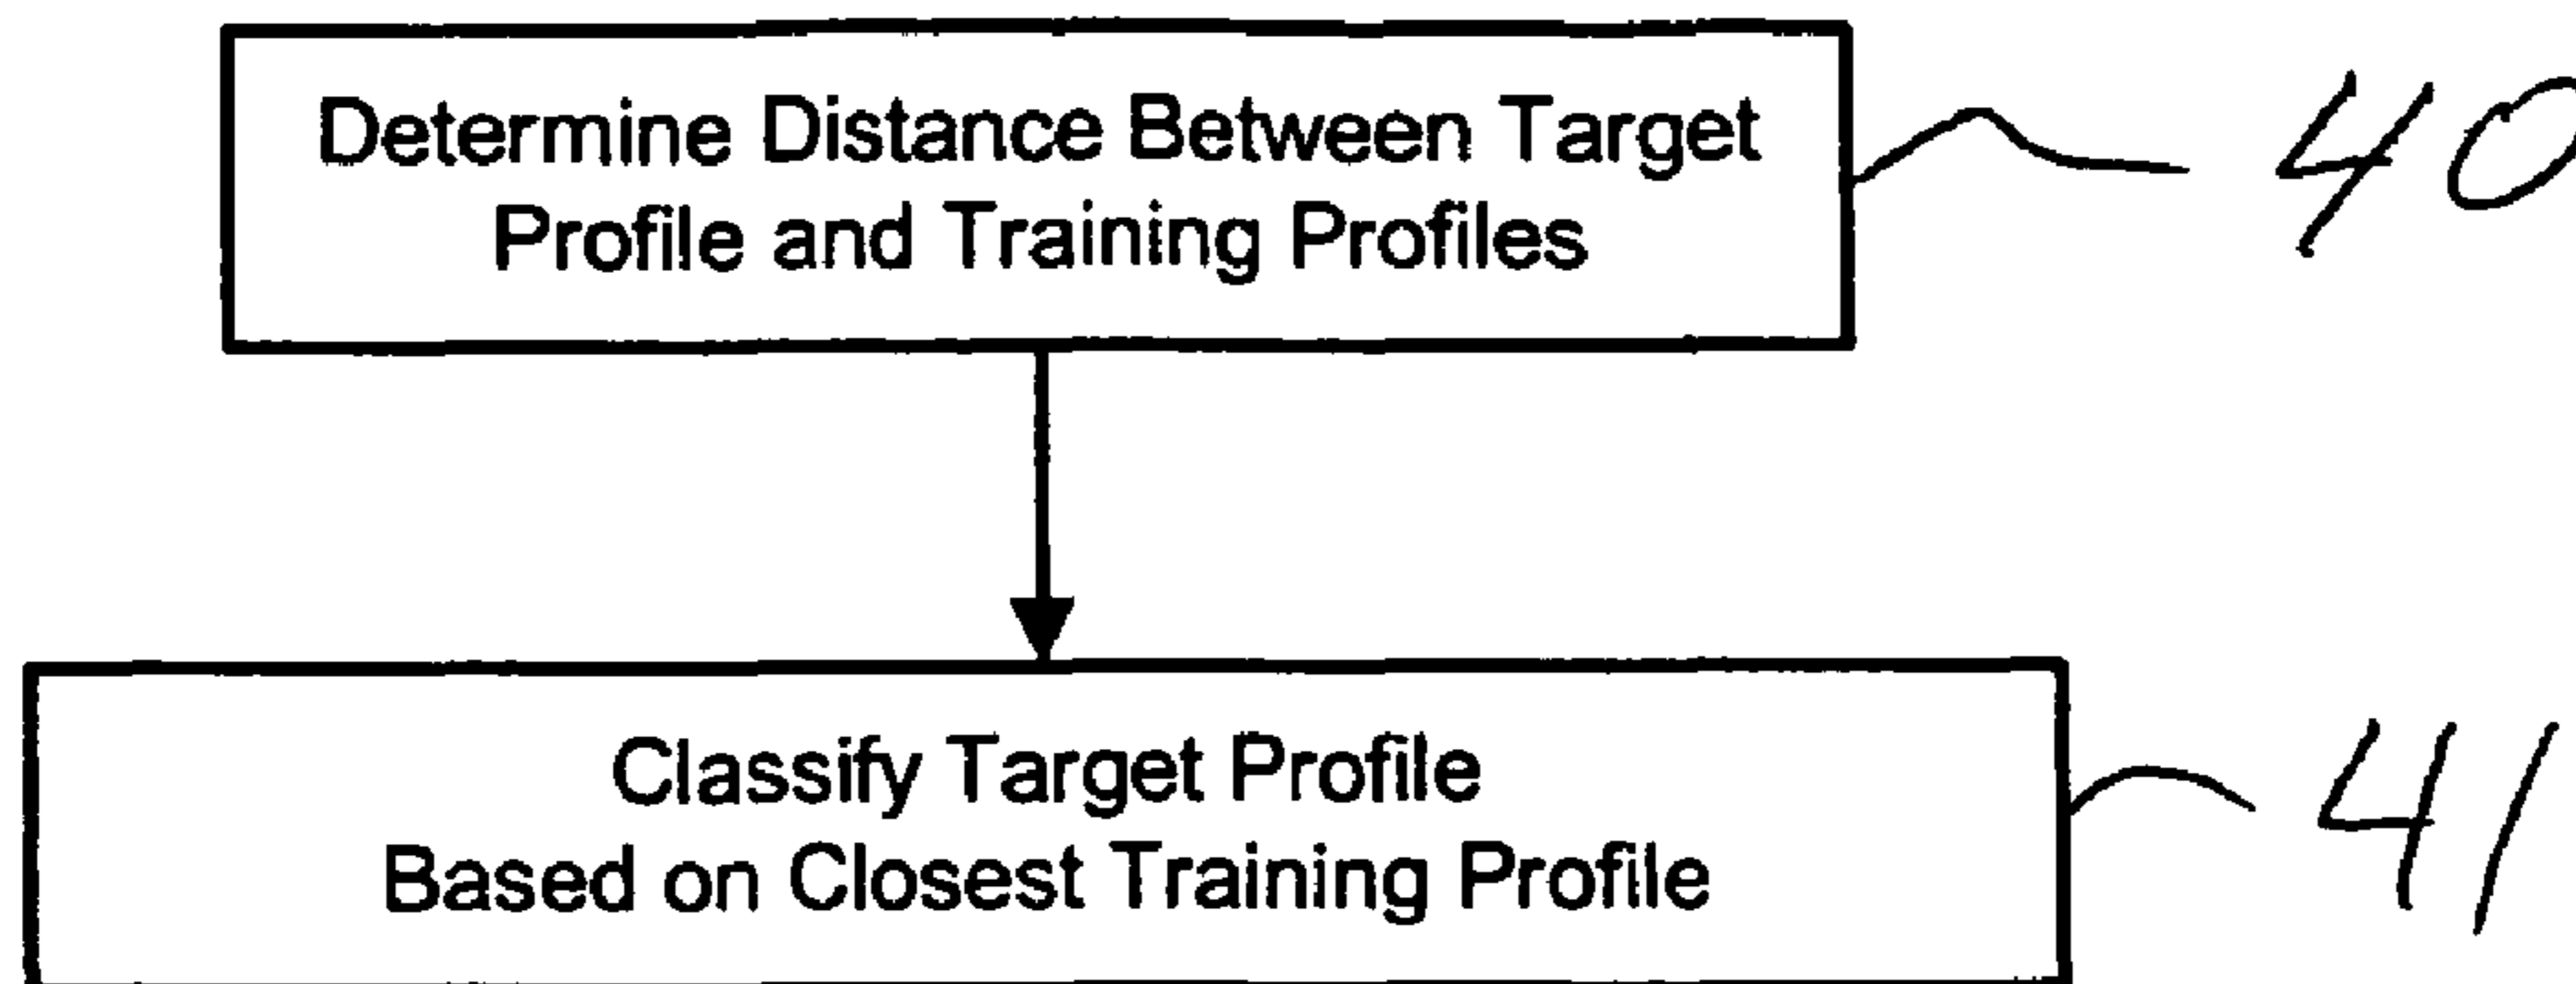 Determine Distance Between Target
Profile and Training Profiles
40
Classify Target Profile
Based on Closest Training Profile
41